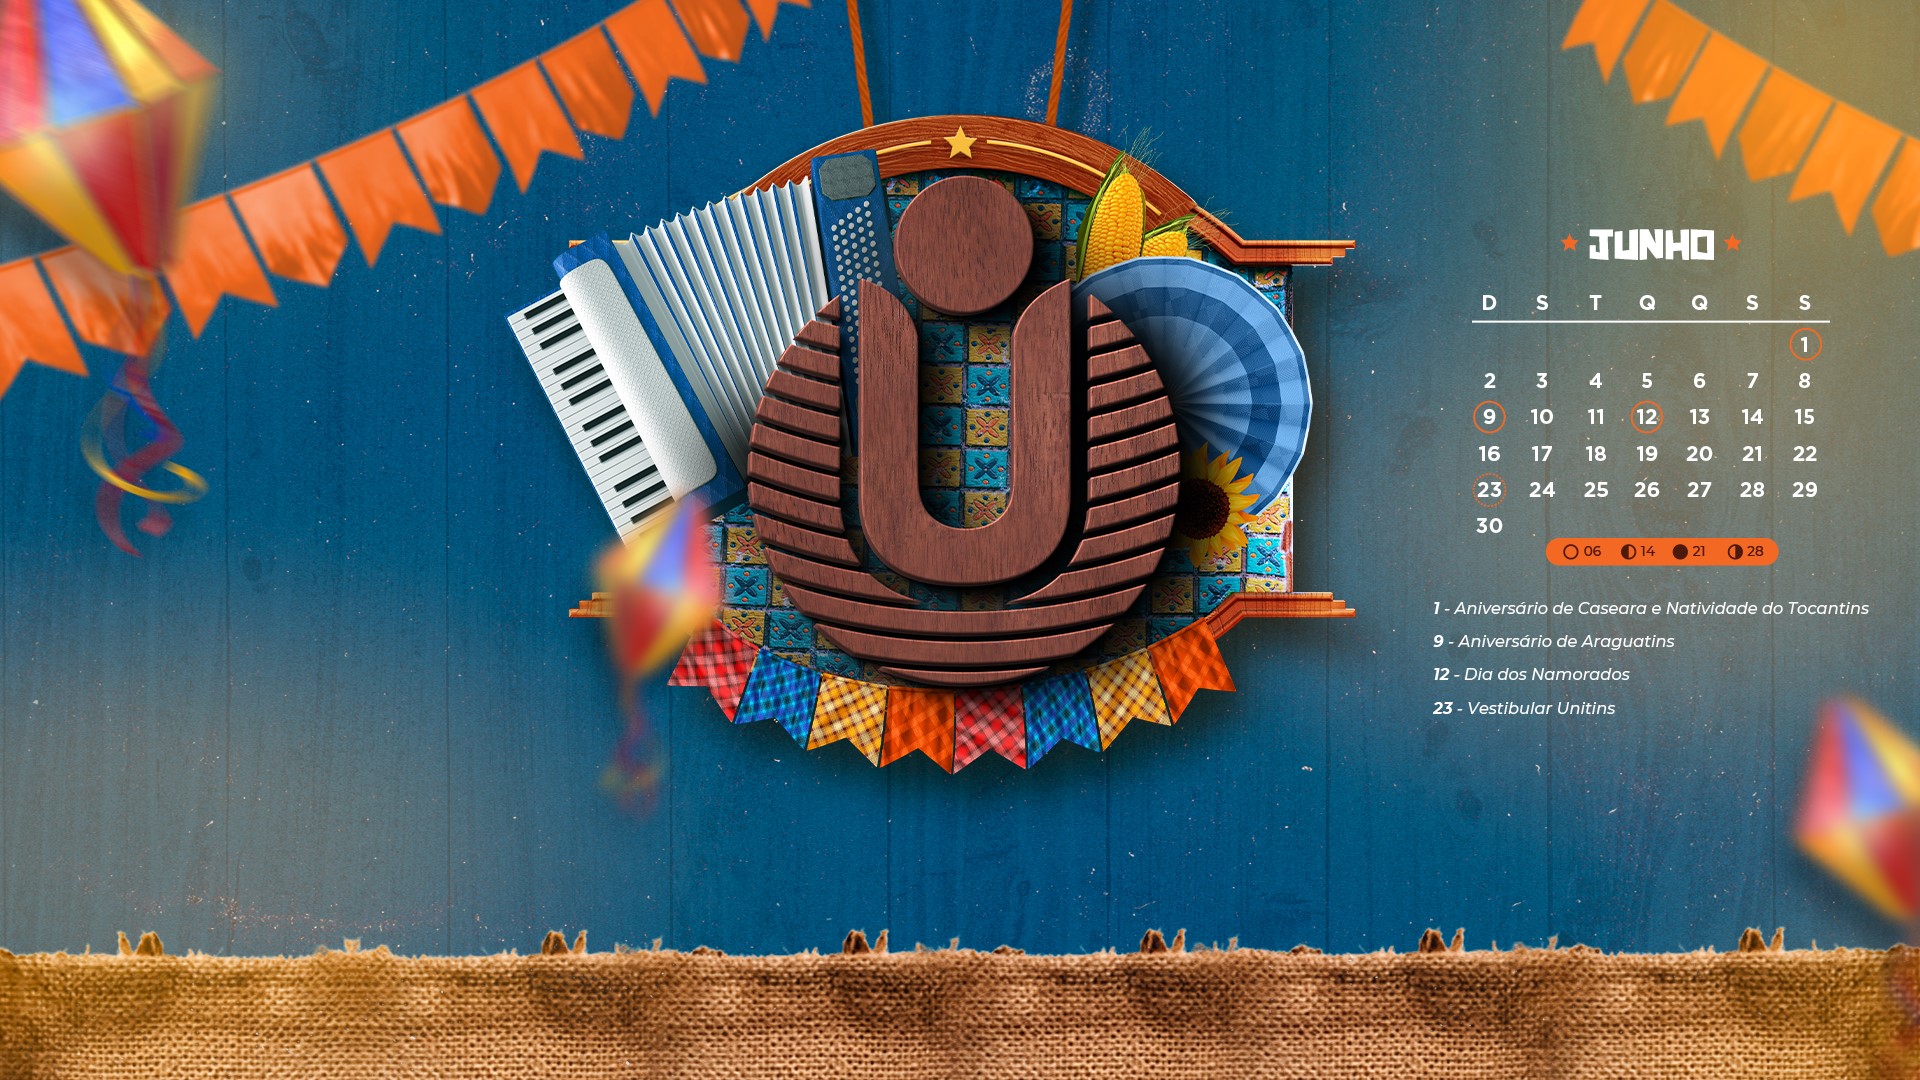 JUNHO
D S T Q Q S S
1
2 3 4 5 6 7 8
9 10 11 12 13 14 15
16 17 18 19 20 21 22
23 24 25 26 27 28 29
30
06 14 21 28
1 - Aniversário de Caseara e Natividade do Tocantins
9 - Aniversário de Araguatins
12 - Dia dos Namorados
23 - Vestibular Unitins